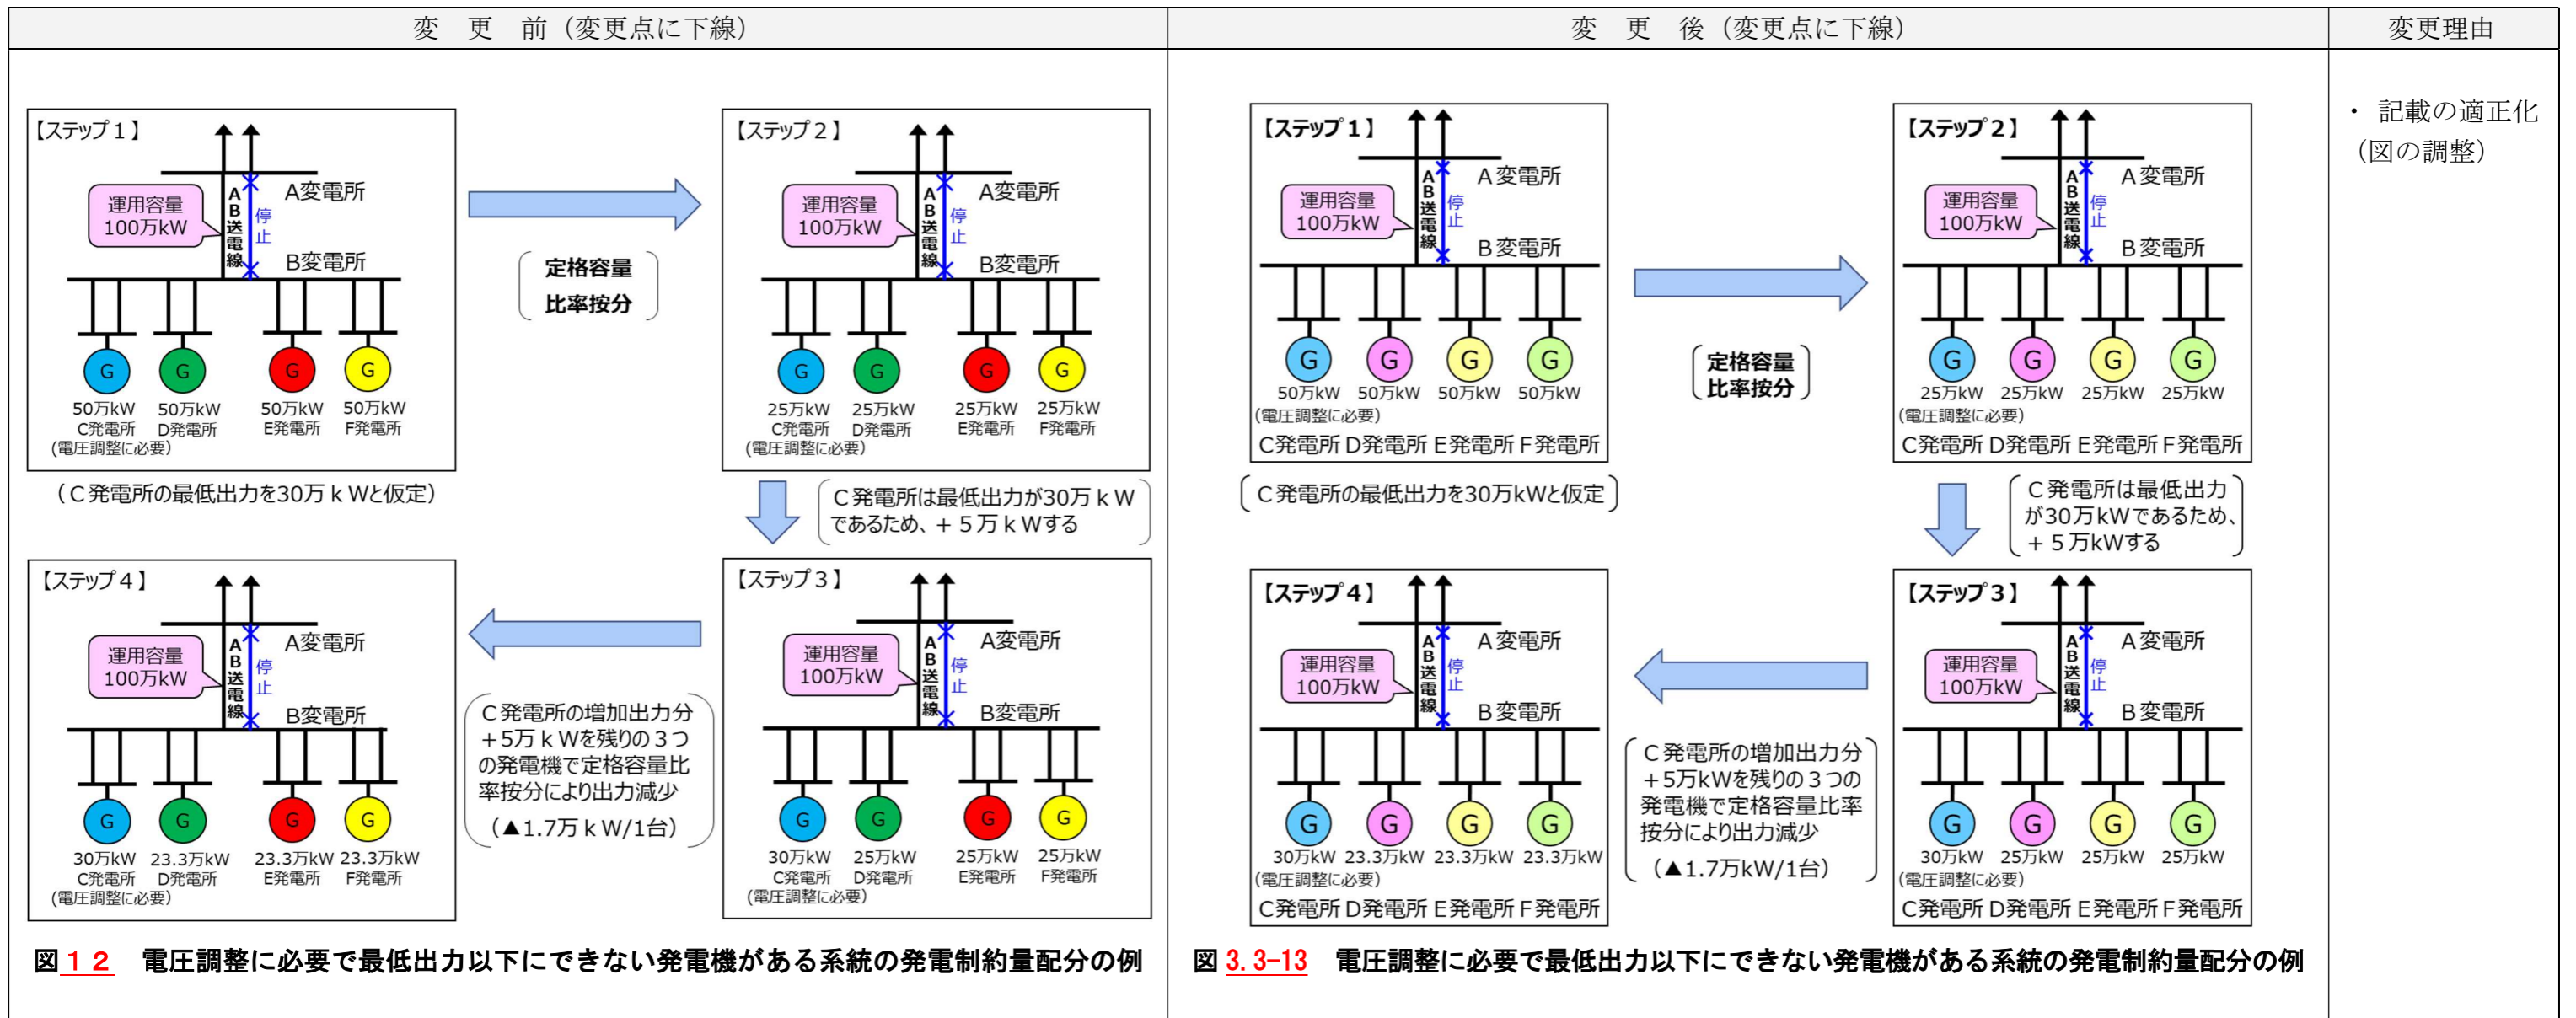 変 更 前（変更点に下線）
変 更 後（変更点に下線）
変更理由
【ステップ１】
運用容量
100万kW
AB送電線
停止
A変電所
B変電所
G
G
G
G
50万kW 50万kW 50万kW 50万kW
C発電所 D発電所 E発電所 F発電所
(電圧調整に必要)
（Ｃ発電所の最低出力を30万ｋWと仮定）
定格容量
比率按分
【ステップ２】
運用容量
100万kW
AB送電線
停止
A変電所
B変電所
G
G
G
G
25万kW 25万kW 25万kW 25万kW
C発電所 D発電所 E発電所 F発電所
(電圧調整に必要)
Ｃ発電所は最低出力が30万ｋW
であるため、＋５万ｋWする
【ステップ３】
運用容量
100万kW
AB送電線
停止
A変電所
B変電所
G
G
G
G
30万kW 25万kW 25万kW 25万kW
C発電所 D発電所 E発電所 F発電所
(電圧調整に必要)
Ｃ発電所の増加出力分
＋5万ｋWを残りの３つ
の発電機で定格容量比
率按分により出力減少
（▲1.7万ｋW/1台）
【ステップ４】
運用容量
100万kW
AB送電線
停止
A変電所
B変電所
G
G
G
G
30万kW 23.3万kW 23.3万kW 23.3万kW
C発電所 D発電所 E発電所 F発電所
(電圧調整に必要)
図１２　電圧調整に必要で最低出力以下にできない発電機がある系統の発電制約量配分の例
【ステップ１】
運用容量
100万kW
AB送電線
停止
Ａ変電所
Ｂ変電所
G
G
G
G
50万kW 50万kW 50万kW 50万kW
(電圧調整に必要)
Ｃ発電所 Ｄ発電所 Ｅ発電所 Ｆ発電所
Ｃ発電所の最低出力を30万kWと仮定
定格容量
比率按分
【ステップ２】
運用容量
100万kW
AB送電線
停止
Ａ変電所
Ｂ変電所
G
G
G
G
25万kW 25万kW 25万kW 25万kW
(電圧調整に必要)
Ｃ発電所 Ｄ発電所 Ｅ発電所 Ｆ発電所
Ｃ発電所は最低出力
が30万kWであるため、
＋５万kWする
【ステップ３】
運用容量
100万kW
AB送電線
停止
Ａ変電所
Ｂ変電所
G
G
G
G
30万kW 25万kW 25万kW 25万kW
(電圧調整に必要)
Ｃ発電所 Ｄ発電所 Ｅ発電所 Ｆ発電所
Ｃ発電所の増加出力分
＋5万kWを残りの３つの
発電機で定格容量比率
按分により出力減少
（▲1.7万kW/1台）
【ステップ４】
運用容量
100万kW
AB送電線
停止
Ａ変電所
Ｂ変電所
G
G
G
G
30万kW 23.3万kW 23.3万kW 23.3万kW
(電圧調整に必要)
Ｃ発電所 Ｄ発電所 Ｅ発電所 Ｆ発電所
図 3.3-13　電圧調整に必要で最低出力以下にできない発電機がある系統の発電制約量配分の例
・ 記載の適正化
（図の調整）